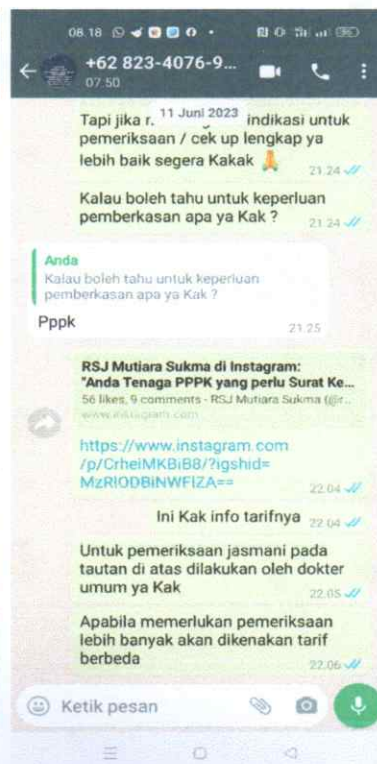 08.18
+62 823-4076-9...
07.50
11 Juni 2023
Tapi jika r. indikasi untuk
pemeriksaan / cek up lengkap ya
lebih baik segera Kakak 🙏
21.24
Kalau boleh tahu untuk keperluan
pemberkasan apa ya Kak ?
21.24
Anda
Kalau boleh tahu untuk keperluan
pemberkasan apa ya Kak ?
Pppk
21.25
RSJ Mutiara Sukma di Instagram:
"Anda Tenaga PPPK yang perlu Surat Ke...
56 likes, 9 comments - RSJ Mutiara Sukma (@r...
www.instagram.com
https://www.instagram.com
/p/CrheiMKBiB8/?igshid=
MzRlODBiNWFlZA==
22.04
Ini Kak info tarifnya
22.04
Untuk pemeriksaan jasmani pada
tautan di atas dilakukan oleh dokter
umum ya Kak
22.05
Apabila memerlukan pemeriksaan
lebih banyak akan dikenakan tarif
berbeda
22.06
Ketik pesan